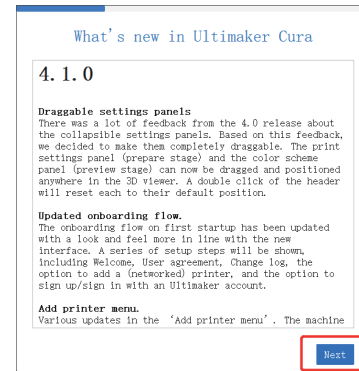 What's new in Ultimaker Cura
4.1.0
Draggable settings panels
There was a lot of feedback from the 4.0 release about
the collapsible settings panels. Based on this feedback,
we decided to make them completely draggable. The print
settings panel (prepare stage) and the color scheme
panel (preview stage) can now be dragged and positioned
anywhere in the 3D viewer. A double click of the header
will reset each to their default position.
Updated onboarding flow.
The onboarding flow on first startup has been updated
with a look and feel more in line with the new
interface. A series of setup steps will be shown,
including Welcome, User agreement, Change log, the
option to add a (networked) printer, and the option to
sign up/sign in with an Ultimaker account.
Add printer menu.
Various updates in the ‘Add printer menu’. The machine
Next